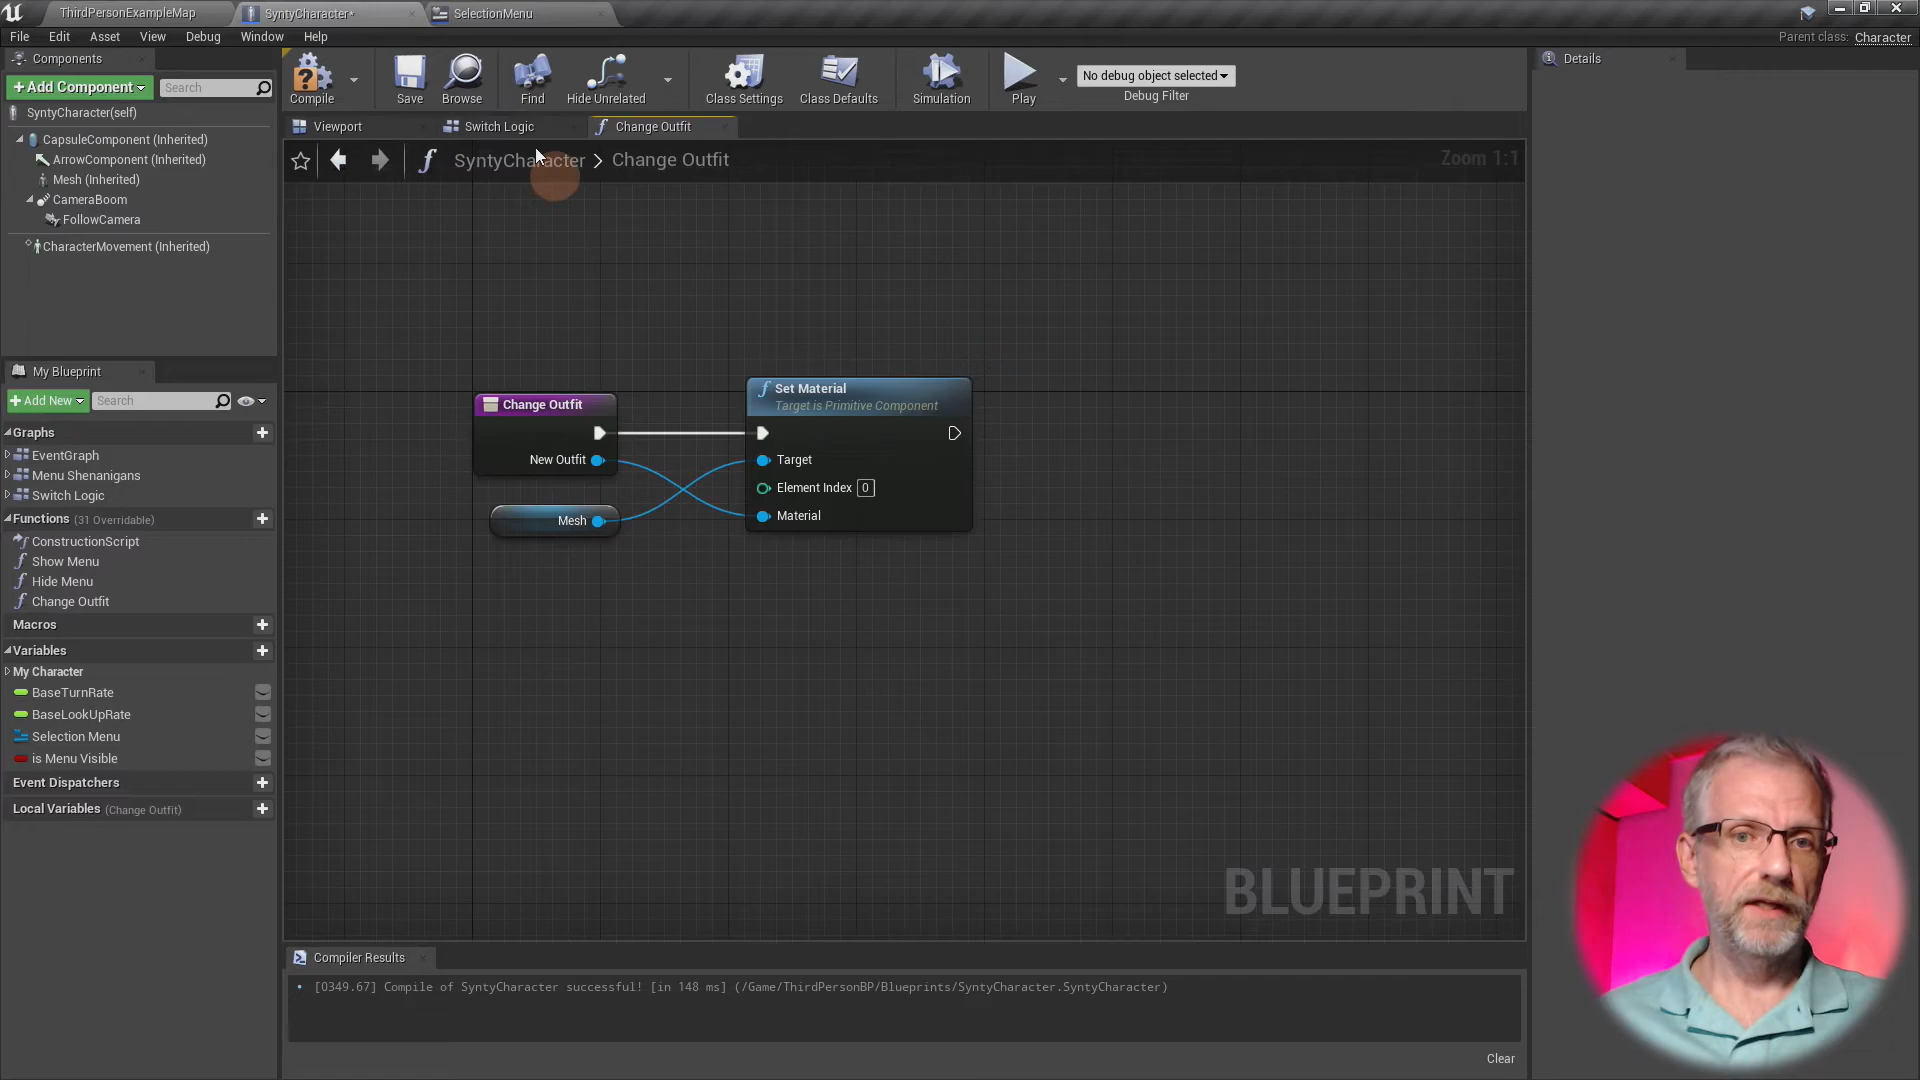 ThirdPersonExampleMap
SyntyCharacter*
SelectionMenu
File Edit Asset View Debug Window Help
Parent class: Character
Components
+Add Component
Search
SyntyCharacter(self)
CapsuleComponent (Inherited)
ArrowComponent (Inherited)
Mesh (Inherited)
CameraBoom
FollowCamera
CharacterMovement (Inherited)
Compile
Save
Browse
Find
Hide Unrelated
Class Settings
Class Defaults
Simulation
Play
No debug object selected
Debug Filter
Details
Viewport
Switch Logic
Change Outfit
SyntyCharacter > Change Outfit
Zoom 1:1
Change Outfit
New Outfit
Mesh
Set Material
Target is Primitive Component
Target
Element Index 0
Material
BLUEPRINT
My Blueprint
+Add New
Search
Graphs
EventGraph
Menu Shenanigans
Switch Logic
Functions (31 Overridable)
ConstructionScript
Show Menu
Hide Menu
Change Outfit
Macros
Variables
My Character
BaseTurnRate
BaseLookUpRate
Selection Menu
is Menu Visible
Event Dispatchers
Local Variables (Change Outfit)
Compiler Results
[0349.67] Compile of SyntyCharacter successful! [in 148 ms] (/Game/ThirdPersonBP/Blueprints/SyntyCharacter.SyntyCharacter)
Clear